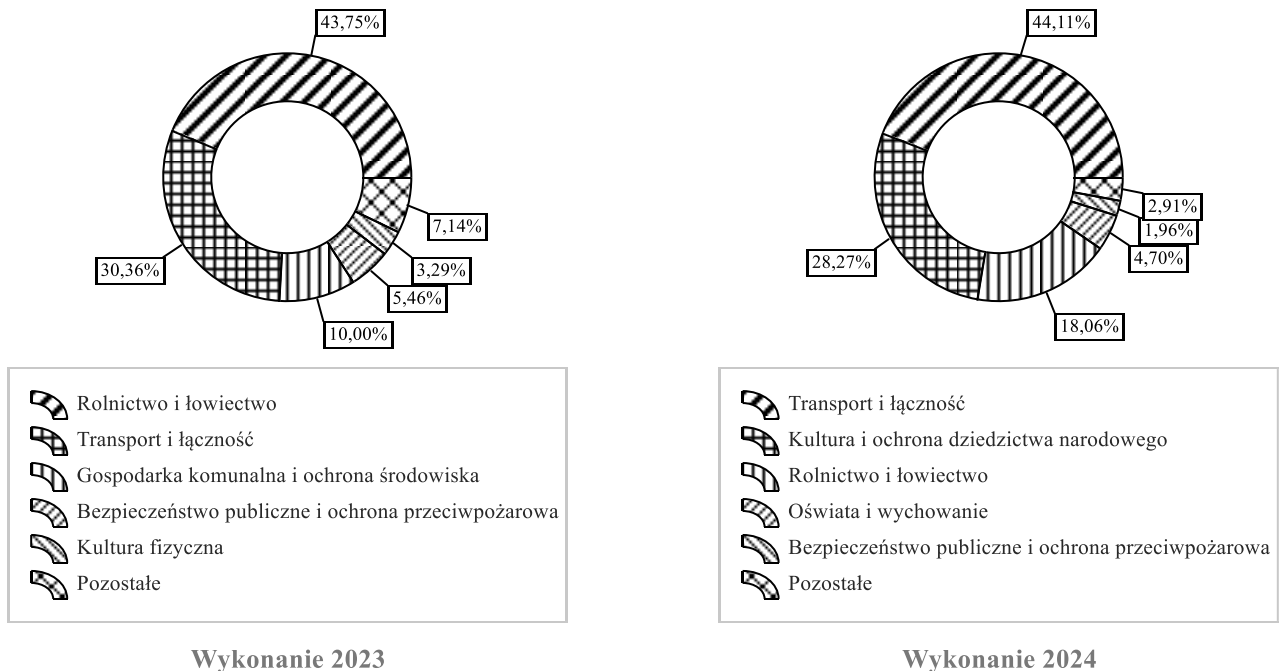 43,75%
7,14%
3,29%
5,46%
10,00%
30,36%
Rolnictwo i łowiectwo
Transport i łączność
Gospodarka komunalna i ochrona środowiska
Bezpieczeństwo publiczne i ochrona przeciwpożarowa
Kultura fizyczna
Pozostałe
Wykonanie 2023
44,11%
2,91%
1,96%
4,70%
18,06%
28,27%
Transport i łączność
Kultura i ochrona dziedzictwa narodowego
Rolnictwo i łowiectwo
Oświata i wychowanie
Bezpieczeństwo publiczne i ochrona przeciwpożarowa
Pozostałe
Wykonanie 2024